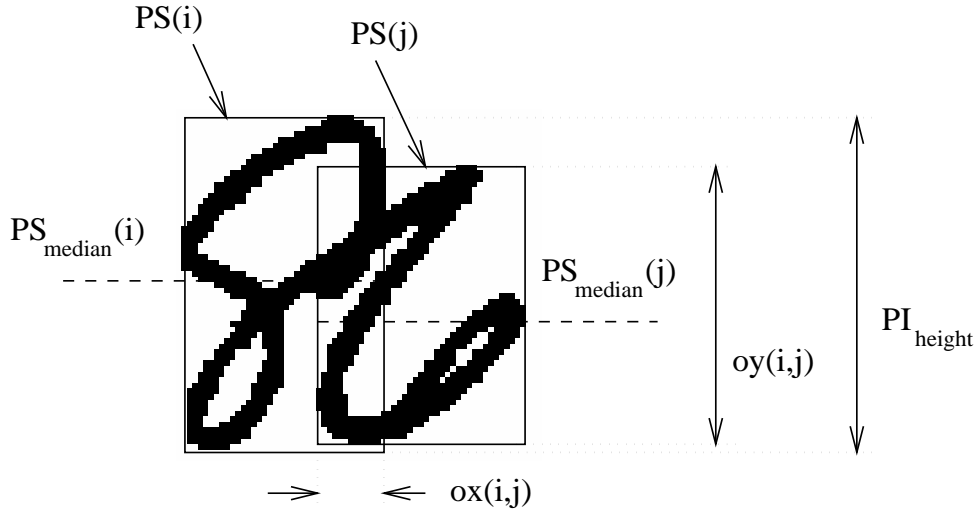 PS(i)
PS(j)
PS_median(i)
PS_median(j)
PI_height
oy(i,j)
ox(i,j)